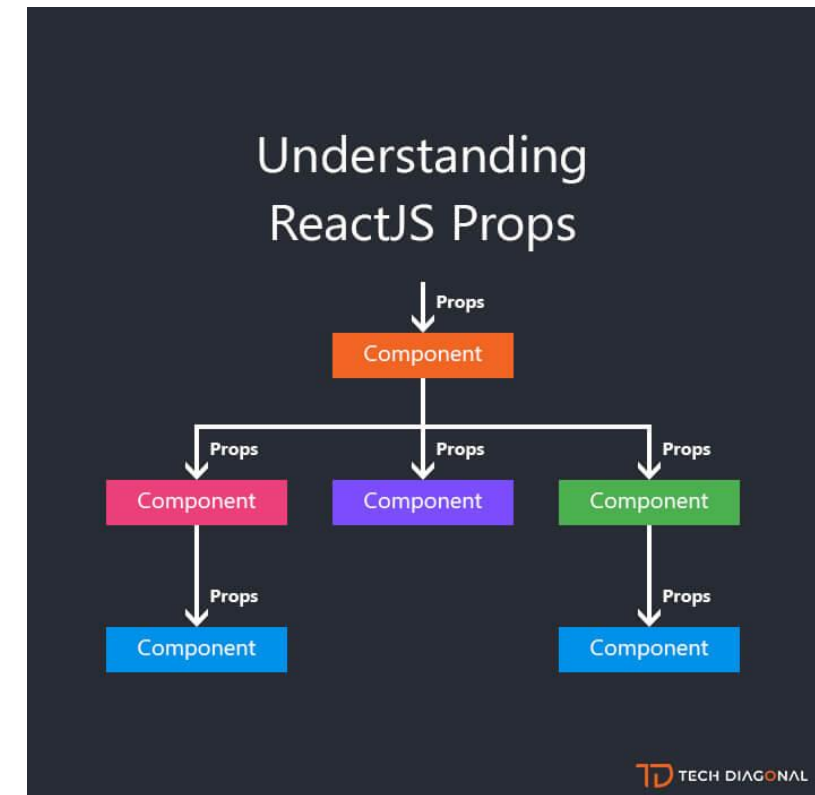 Understanding
ReactJS Props
Props
Component
Props Props Props
Component Component Component
Props Props
Component Component
TECH DIAGONAL